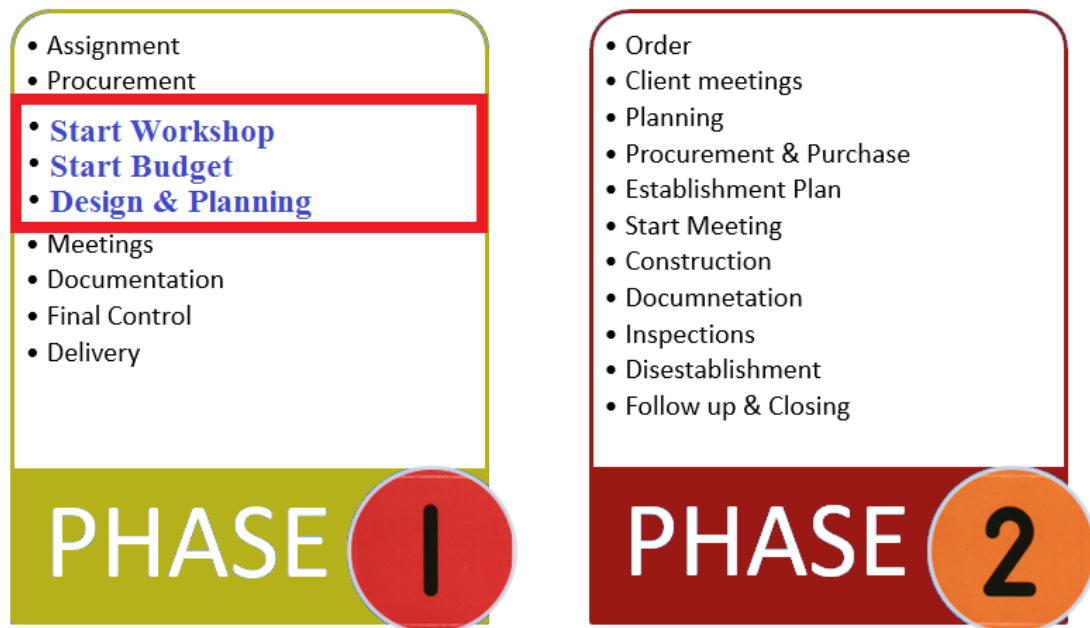 • Assignment
• Procurement
• Start Workshop
• Start Budget
• Design & Planning
• Meetings
• Documentation
• Final Control
• Delivery
PHASE 1
• Order
• Client meetings
• Planning
• Procurement & Purchase
• Establishment Plan
• Start Meeting
• Construction
• Documnetation
• Inspections
• Disestablishment
• Follow up & Closing
PHASE 2